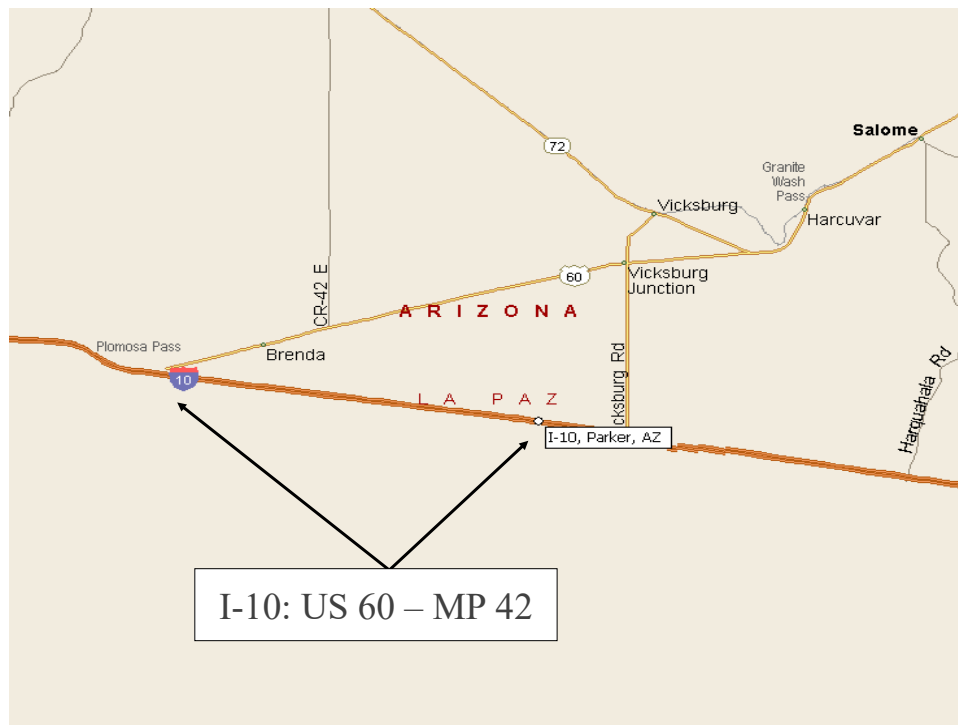 72
Salome
Granite
Wash
Pass
Vicksburg
Harcuvar
60
Vicksburg
Junction
CR-42 E
ARIZONA
Plomosa Pass
Brenda
10
LA PAZ
cksburg Rd
Harquahala Rd
I-10, Parker, AZ
I-10: US 60 – MP 42